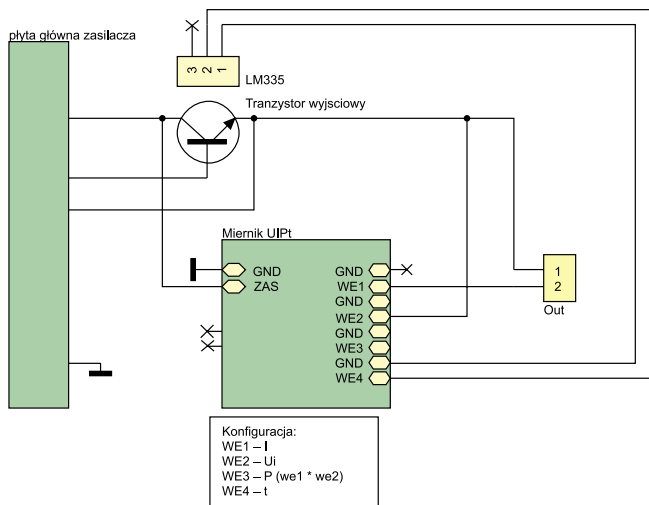 płyta główna zasilacza
3 2 1
LM335
Tranzystor wyjsciowy
Miernik UIPt
GND
ZAS
GND
WE1
GND
WE2
GND
WE3
GND
WE4
1
2
Out
Konfiguracja:
WE1 – I
WE2 – Ui
WE3 – P (we1 * we2)
WE4 – t